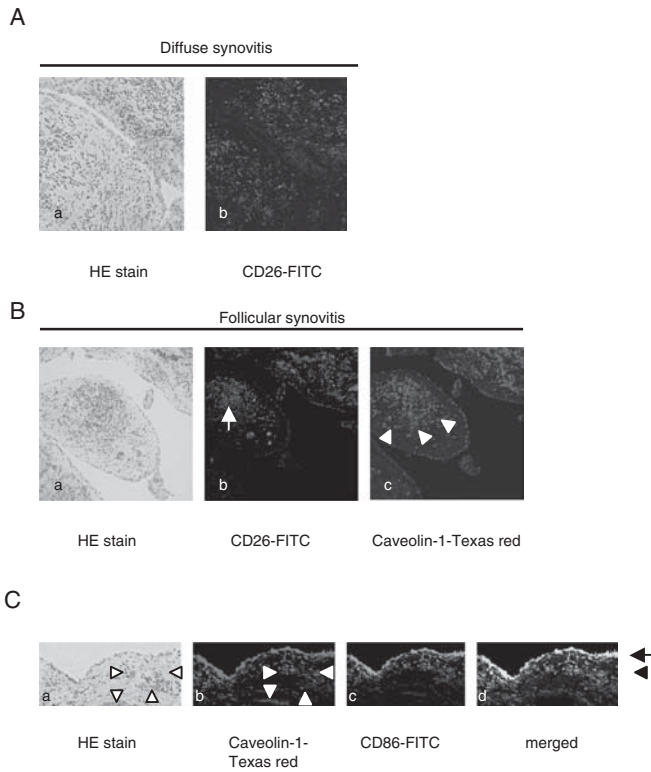 A
Diffuse synovitis
a
b
HE stain
CD26-FITC
B
Follicular synovitis
a
b
c
HE stain
CD26-FITC
Caveolin-1-Texas red
C
a
b
c
d
HE stain
Caveolin-1-
Texas red
CD86-FITC
merged